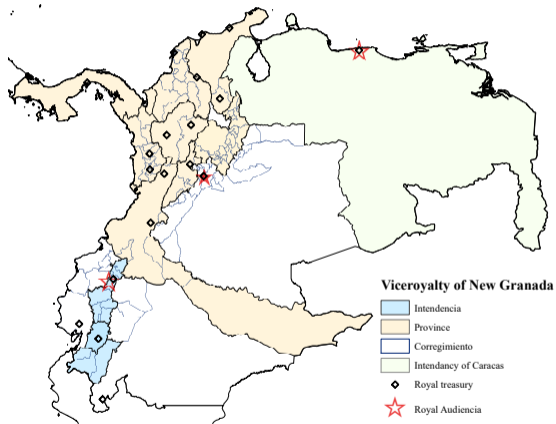 Viceroyalty of New Granada
Intendencia
Province
Corregimiento
Intendancy of Caracas
Royal treasury
Royal Audiencia